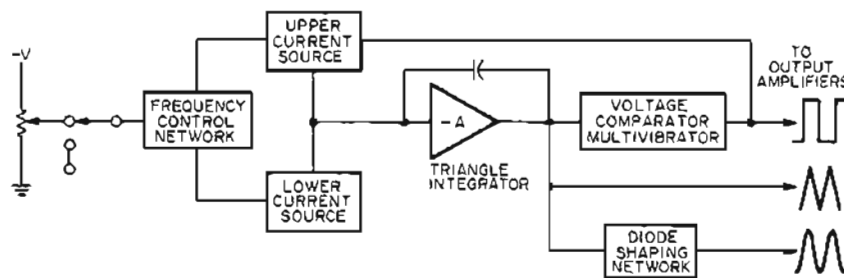 UPPER
CURRENT
SOURCE
-V
TO
OUTPUT
AMPLIFIERS
FREQUENCY
CONTROL
NETWORK
-A
VOLTAGE
COMPARATOR
MULTIVIBRATOR
TRIANGLE
INTEGRATOR
LOWER
CURRENT
SOURCE
DIODE
SHAPING
NETWORK